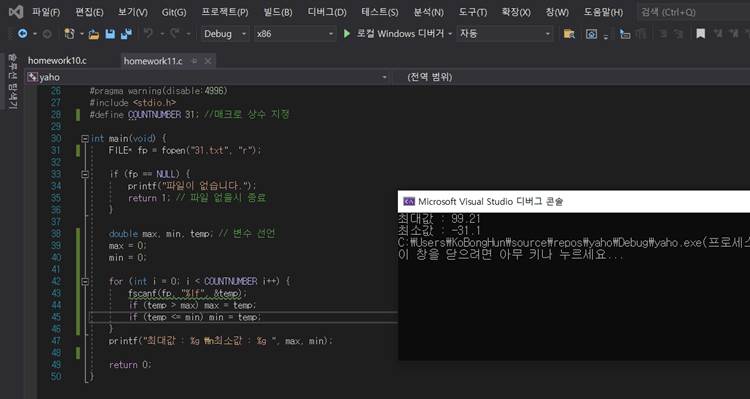 파일(F) 편집(E) 보기(V) Git(G) 프로젝트(P) 빌드(B) 디버그(D) 테스트(S) 분석(N) 도구(T) 확장(X) 창(W) 도움말(H) 검색 (Ctrl+Q)
Debug x86 로컬 Windows 디버거 자동
솔루션 탐색기
homework10.c homework11.c
yaho (전역 범위)
26 #pragma warning(disable:4996)
27 #include <stdio.h>
28 #define COUNTNUMBER 31; //매크로 상수 지정
29
30 int main(void) {
31 FILE* fp = fopen("31.txt", "r");
32
33 if (fp == NULL) {
34 printf("파일이 없습니다.");
35 return 1; // 파일 없을시 종료
36 }
37
38 double max, min, temp; // 변수 선언
39 max = 0;
40 min = 0;
41
42 for (int i = 0; i < COUNTNUMBER i++) {
43 fscanf(fp, "%lf", &temp);
44 if (temp > max) max = temp;
45 if (temp <= min) min = temp;
46 }
47 printf("최대값 : %g ₩n최소값 : %g ", max, min);
48
49 return 0;
50 }
Microsoft Visual Studio 디버그 콘솔
최대값 : 99.21
최소값 : -31.1
C:₩Users₩KoBongHun₩source₩repos₩yaho₩Debug₩yaho.exe(프로세스
이 창을 닫으려면 아무 키나 누르세요...